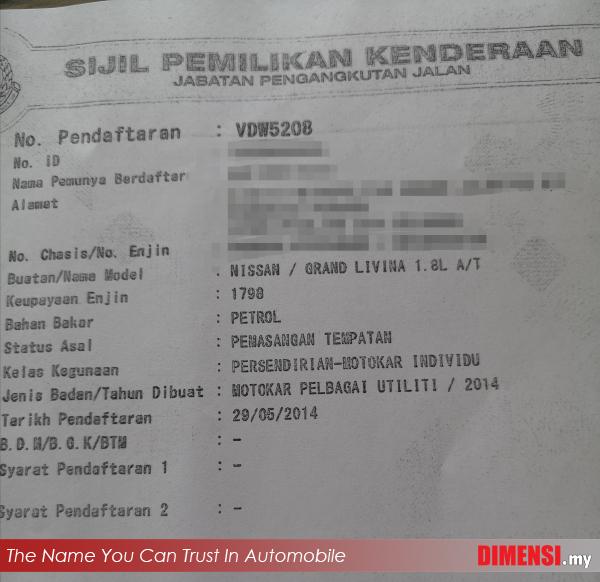 SIJIL PEMILIKAN KENDERAAN
JABATAN PENGANGKUTAN JALAN
No. Pendaftaran : VDW5208
No. ID
Nama Pemunya Berdaftar
Alamat
No. Chasis/No. Enjin
Buatan/Nama Model : NISSAN / GRAND LIVINA 1.8L A/T
Keupayaan Enjin : 1798
Bahan Bakar : PETROL
Status Asal : PEMASANGAN TEMPATAN
Kelas Kegunaan : PERSENDIRIAN-MOTOKAR INDIVIDU
Jenis Badan/Tahun Dibuat : MOTOKAR PELBAGAI UTILITI / 2014
Tarikh Pendaftaran : 29/05/2014
B.D.M/B.G.K/BTM : -
Syarat Pendaftaran 1 : -
Syarat Pendaftaran 2 : -
The Name You Can Trust In Automobile
DIMENSI.my